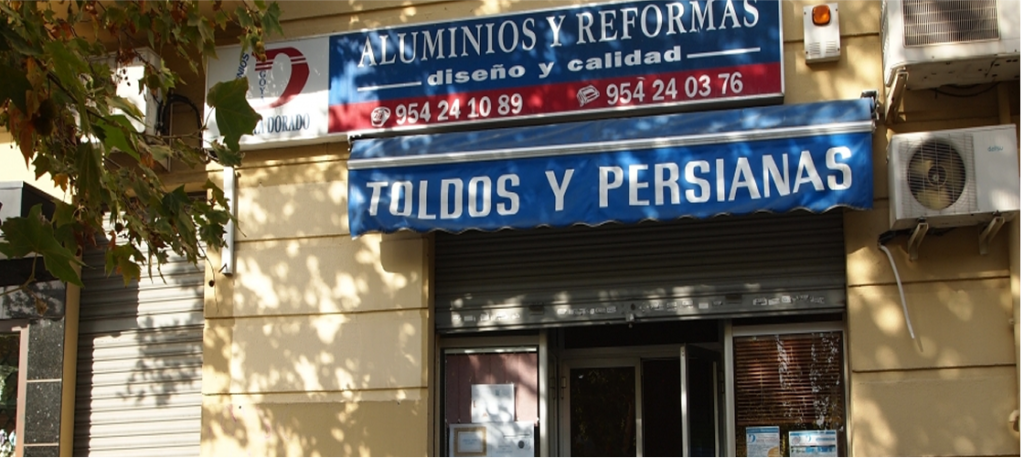 ALUMINIOS Y REFORMAS
diseño y calidad
954 24 10 89
954 24 03 76
DORADO
TOLDOS Y PERSIANAS